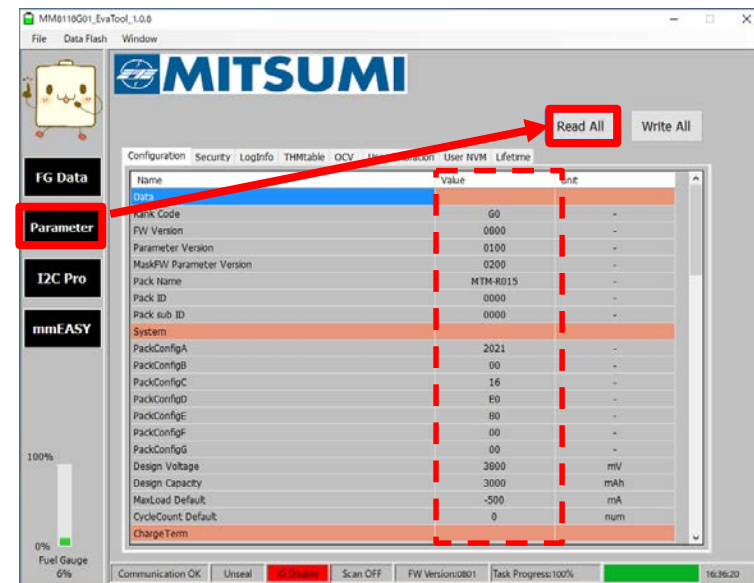 MM8118G01_EvaTool_1.0.8
File Data Flash Window
MITSUMI
Read All Write All
Configuration Security LogInfo THMtable OCV User NVM Lifetime
FG Data
Parameter
I2C Pro
mmEASY
Name Value Unit
Data
Rank Code G0 -
FW Version 0800 -
Parameter Version 0100 -
MaskFW Parameter Version 0200 -
Pack Name MTM-R015 -
Pack ID 0000 -
Pack sub ID 0000 -
System
PackConfigA 2021 -
PackConfigB 00 -
PackConfigC 16 -
PackConfigD E0 -
PackConfigE 80 -
PackConfigF 00 -
PackConfigG 00 -
Design Voltage 3800 mV
Design Capacity 3000 mAh
MaxLoad Default -500 mA
CycleCount Default 0 num
ChargeTerm
100%
0%
Fuel Gauge
6%
Communication OK Unseal IG Disable Scan OFF FW Version:0801 Task Progress:100% 16:36:20